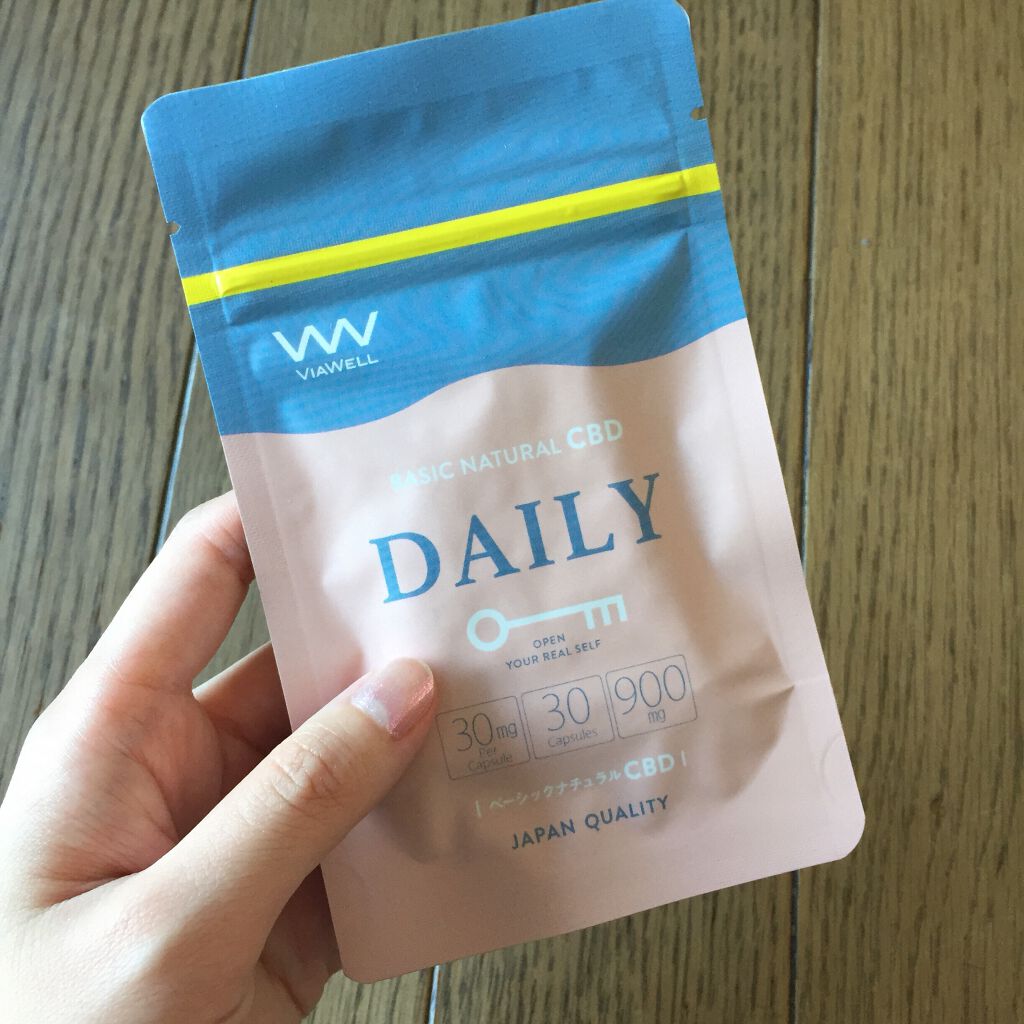 VIAWELL
BASIC NATURAL CBD
DAILY
OPEN
YOUR REAL SELF
30mg
Per
Capsule
30
Capsules
900
mg
| ベーシックナチュラルCBD |
JAPAN QUALITY